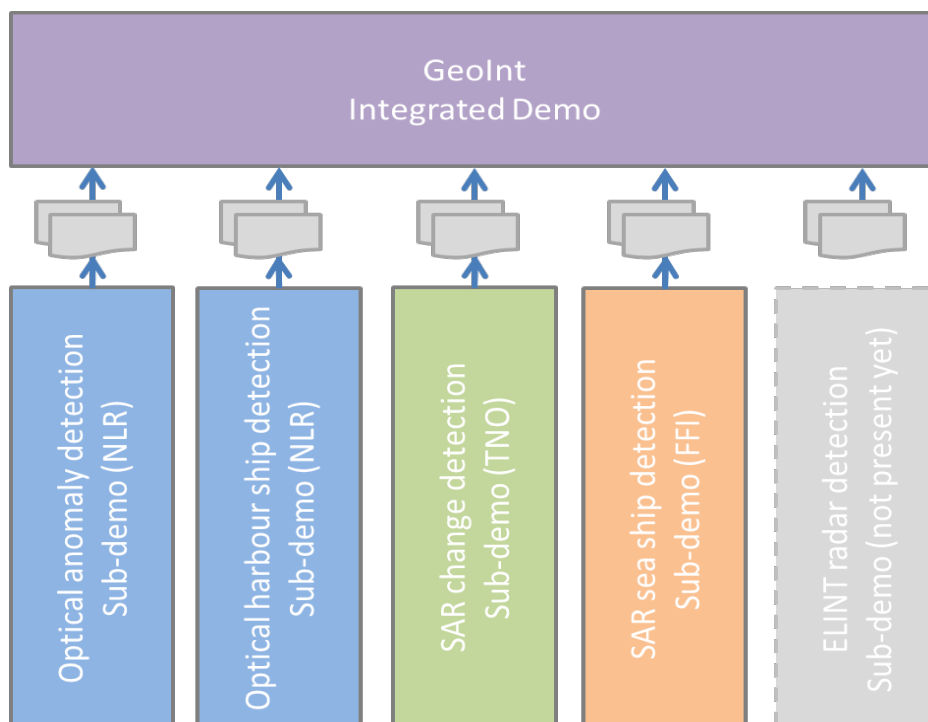 GeoInt
Integrated Demo
Optical anomaly detection
Sub-demo (NLR)
Optical harbour ship detection
Sub-demo (NLR)
SAR change detection
Sub-demo (TNO)
SAR sea ship detection
Sub-demo (FFI)
ELINT radar detection
Sub-demo (not present yet)